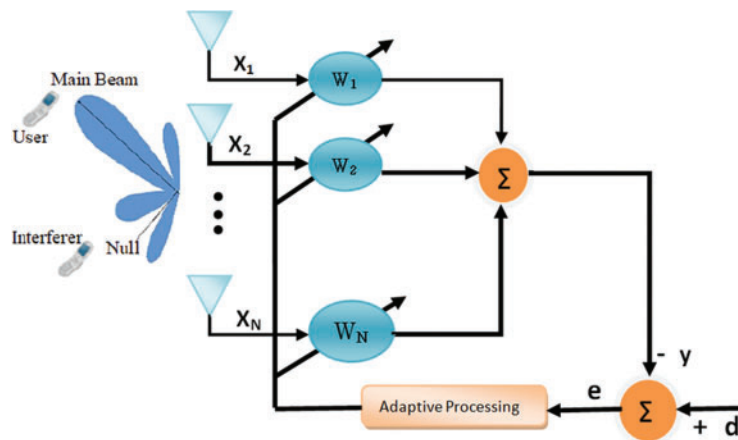 Main Beam
User
Interferer
Null
X1
W1
X2
W2
Σ
XN
WN
- y
e
Adaptive Processing
Σ
+ d